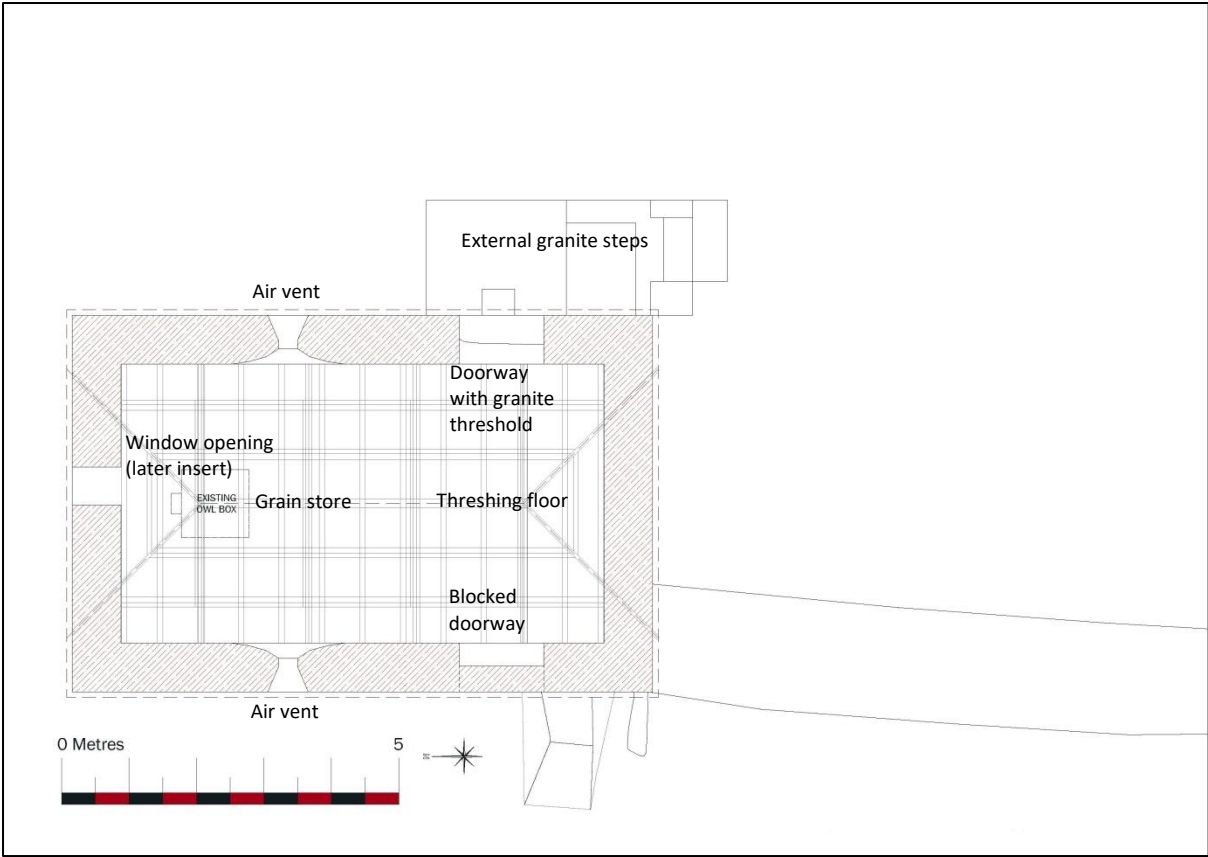 External granite steps
Air vent
Doorway
with granite
threshold
Window opening
(later insert)
EXISTING
OWL BOX
Grain store
Threshing floor
Blocked
doorway
Air vent
0 Metres
5